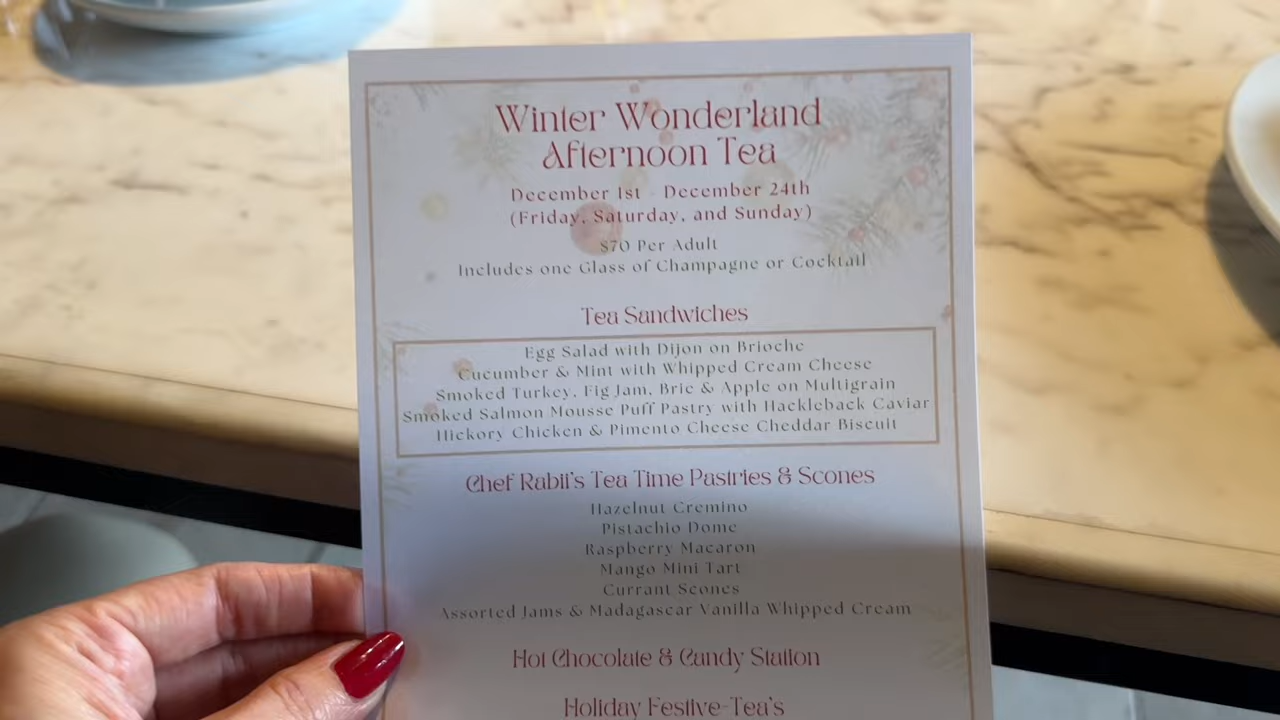 Winter Wonderland
Afternoon Tea
December 1st - December 24th
(Friday, Saturday, and Sunday)
$70 Per Adult
Includes one Glass of Champagne or Cocktail
Tea Sandwiches
Egg Salad with Dijon on Brioche
Cucumber & Mint with Whipped Cream Cheese
Smoked Turkey, Fig Jam, Brie & Apple on Multigrain
Smoked Salmon Mousse Puff Pastry with Hackleback Caviar
Hickory Chicken & Pimento Cheese Cheddar Biscuit
Chef Rabii's Tea Time Pastries & Scones
Hazelnut Cremino
Pistachio Dome
Raspberry Macaron
Mango Mini Tart
Currant Scones
Assorted Jams & Madagascar Vanilla Whipped Cream
Hot Chocolate & Candy Station
Holiday Festive-Tea's